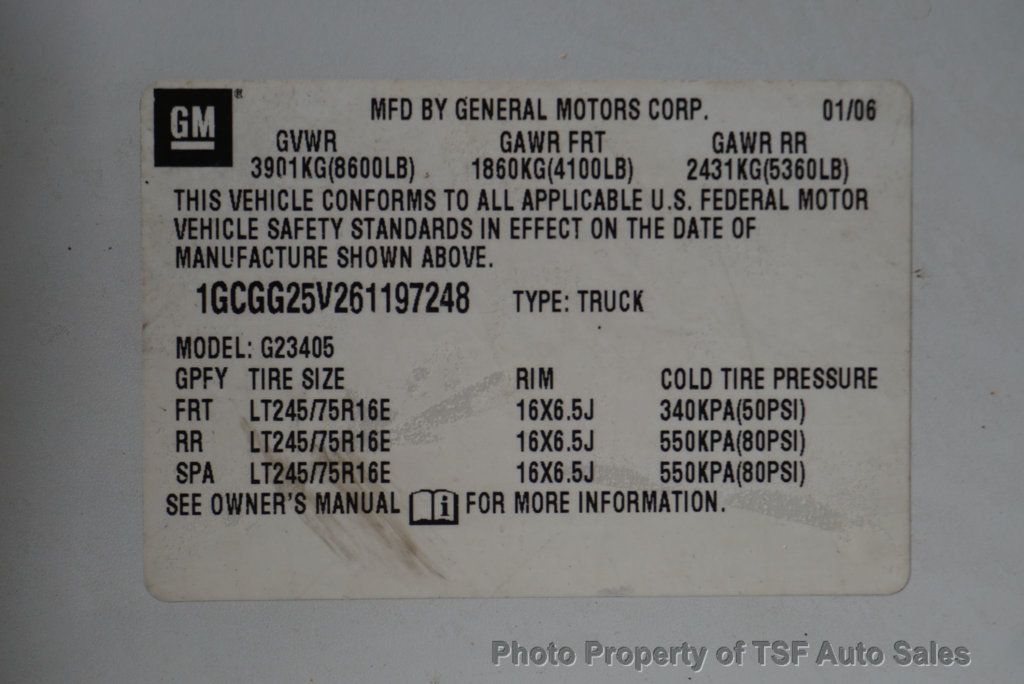 GM® MFD BY GENERAL MOTORS CORP. 01/06
GVWR GAWR FRT GAWR RR
3901KG(8600LB) 1860KG(4100LB) 2431KG(5360LB)
THIS VEHICLE CONFORMS TO ALL APPLICABLE U.S. FEDERAL MOTOR
VEHICLE SAFETY STANDARDS IN EFFECT ON THE DATE OF
MANUFACTURE SHOWN ABOVE.
1GCGG25V261197248 TYPE: TRUCK
MODEL: G23405
GPFY TIRE SIZE RIM COLD TIRE PRESSURE
FRT LT245/75R16E 16X6.5J 340KPA(50PSI)
RR LT245/75R16E 16X6.5J 550KPA(80PSI)
SPA LT245/75R16E 16X6.5J 550KPA(80PSI)
SEE OWNER'S MANUAL i FOR MORE INFORMATION.
Photo Property of TSF Auto Sales